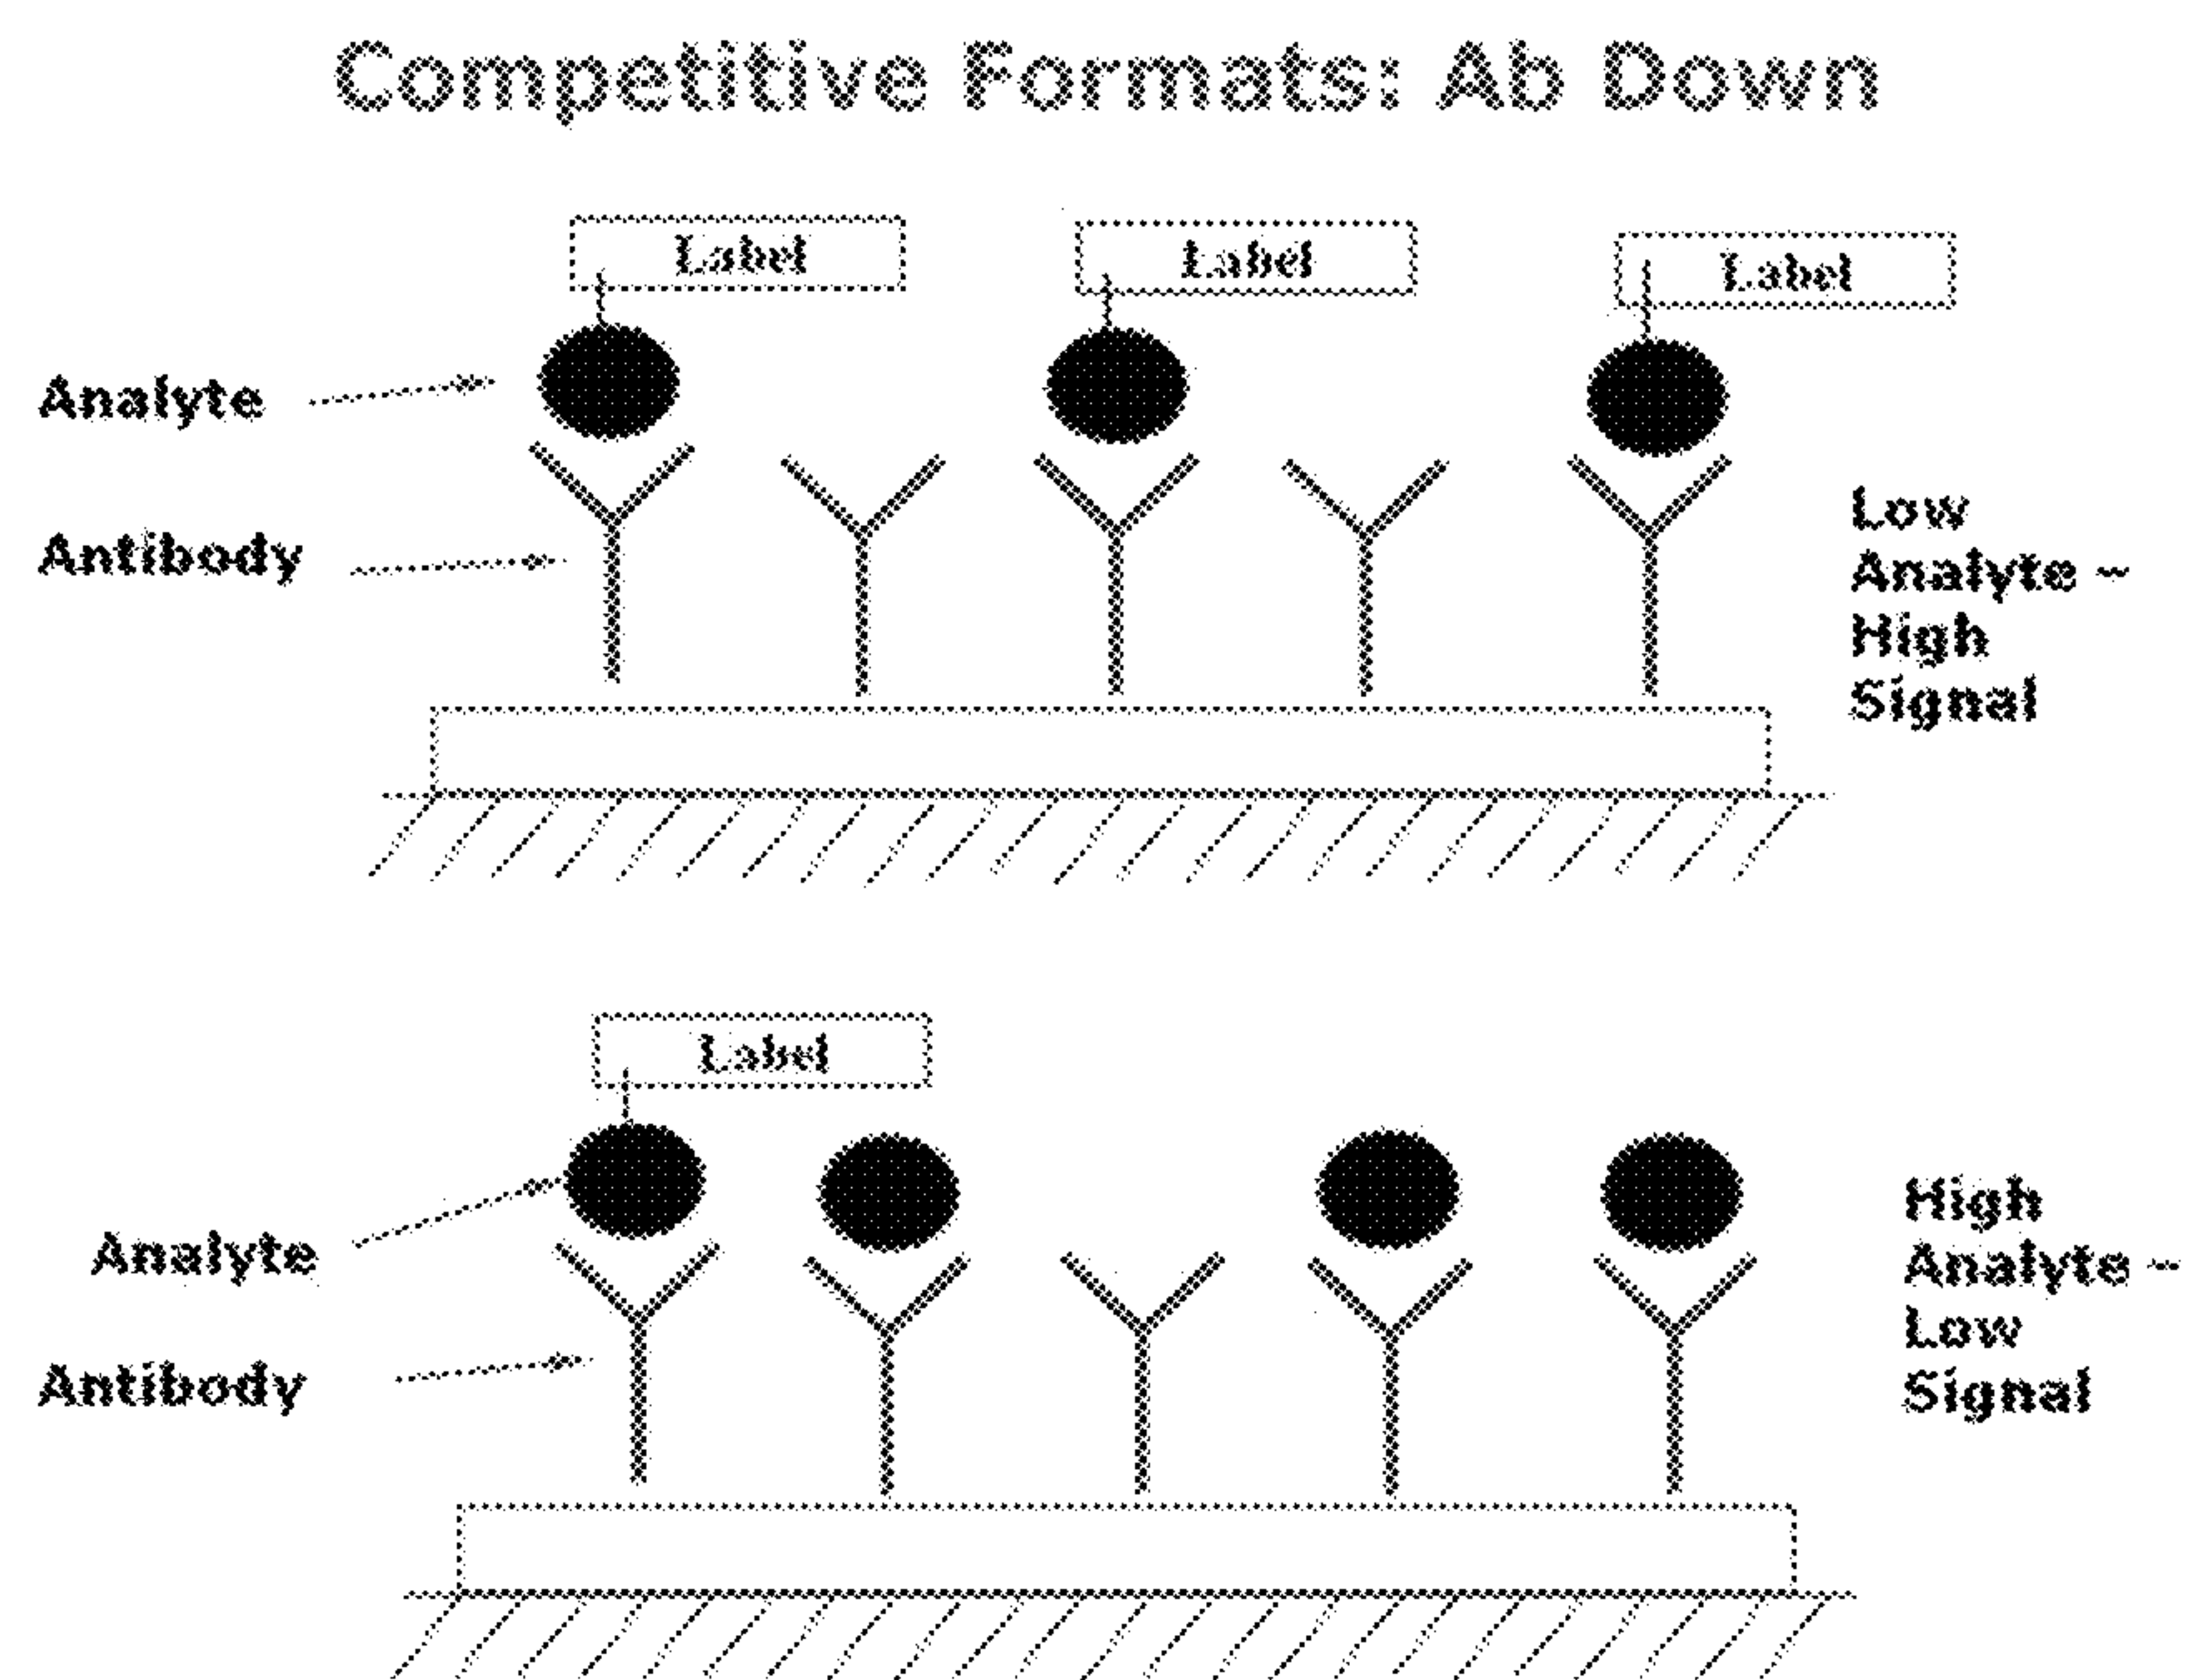 Competitive Formats: Ab Down
Label
Label
Label
Analyte
Antibody
Low
Analyte –
High
Signal
Label
Analyte
Antibody
High
Analyte –
Low
Signal